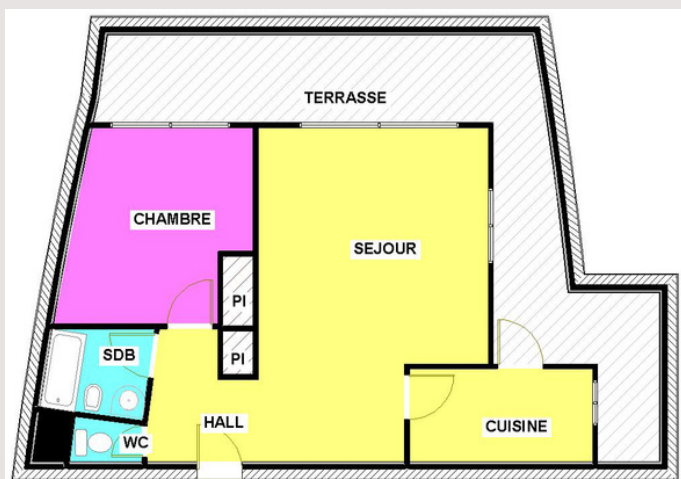 TERRASSE
CHAMBRE
SEJOUR
PI
SDB
PI
HALL
WC
CUISINE